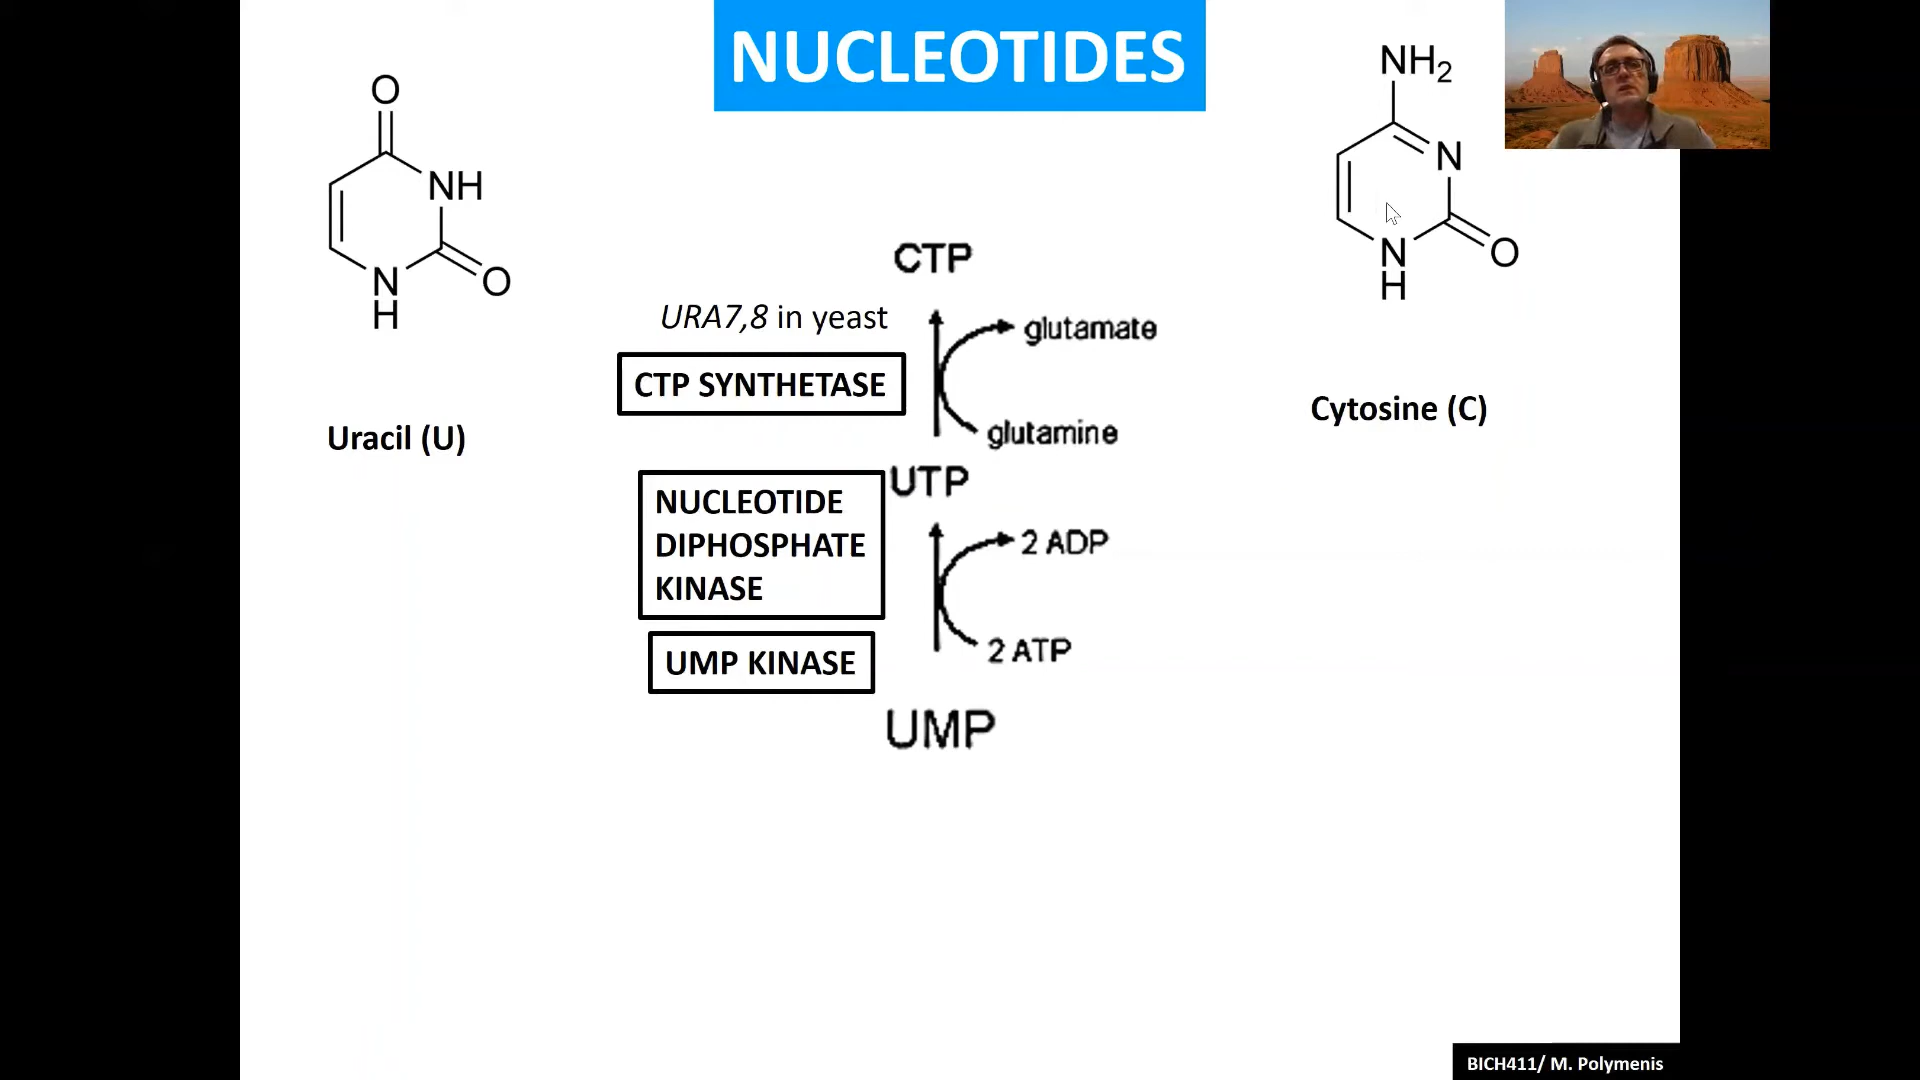 NUCLEOTIDES
O
NH
O
N
H
Uracil (U)
NH2
N
O
N
H
Cytosine (C)
CTP
URA7,8 in yeast
glutamate
CTP SYNTHETASE
glutamine
UTP
NUCLEOTIDE
DIPHOSPHATE
KINASE
2 ADP
2 ATP
UMP KINASE
UMP
BICH411/ M. Polymenis